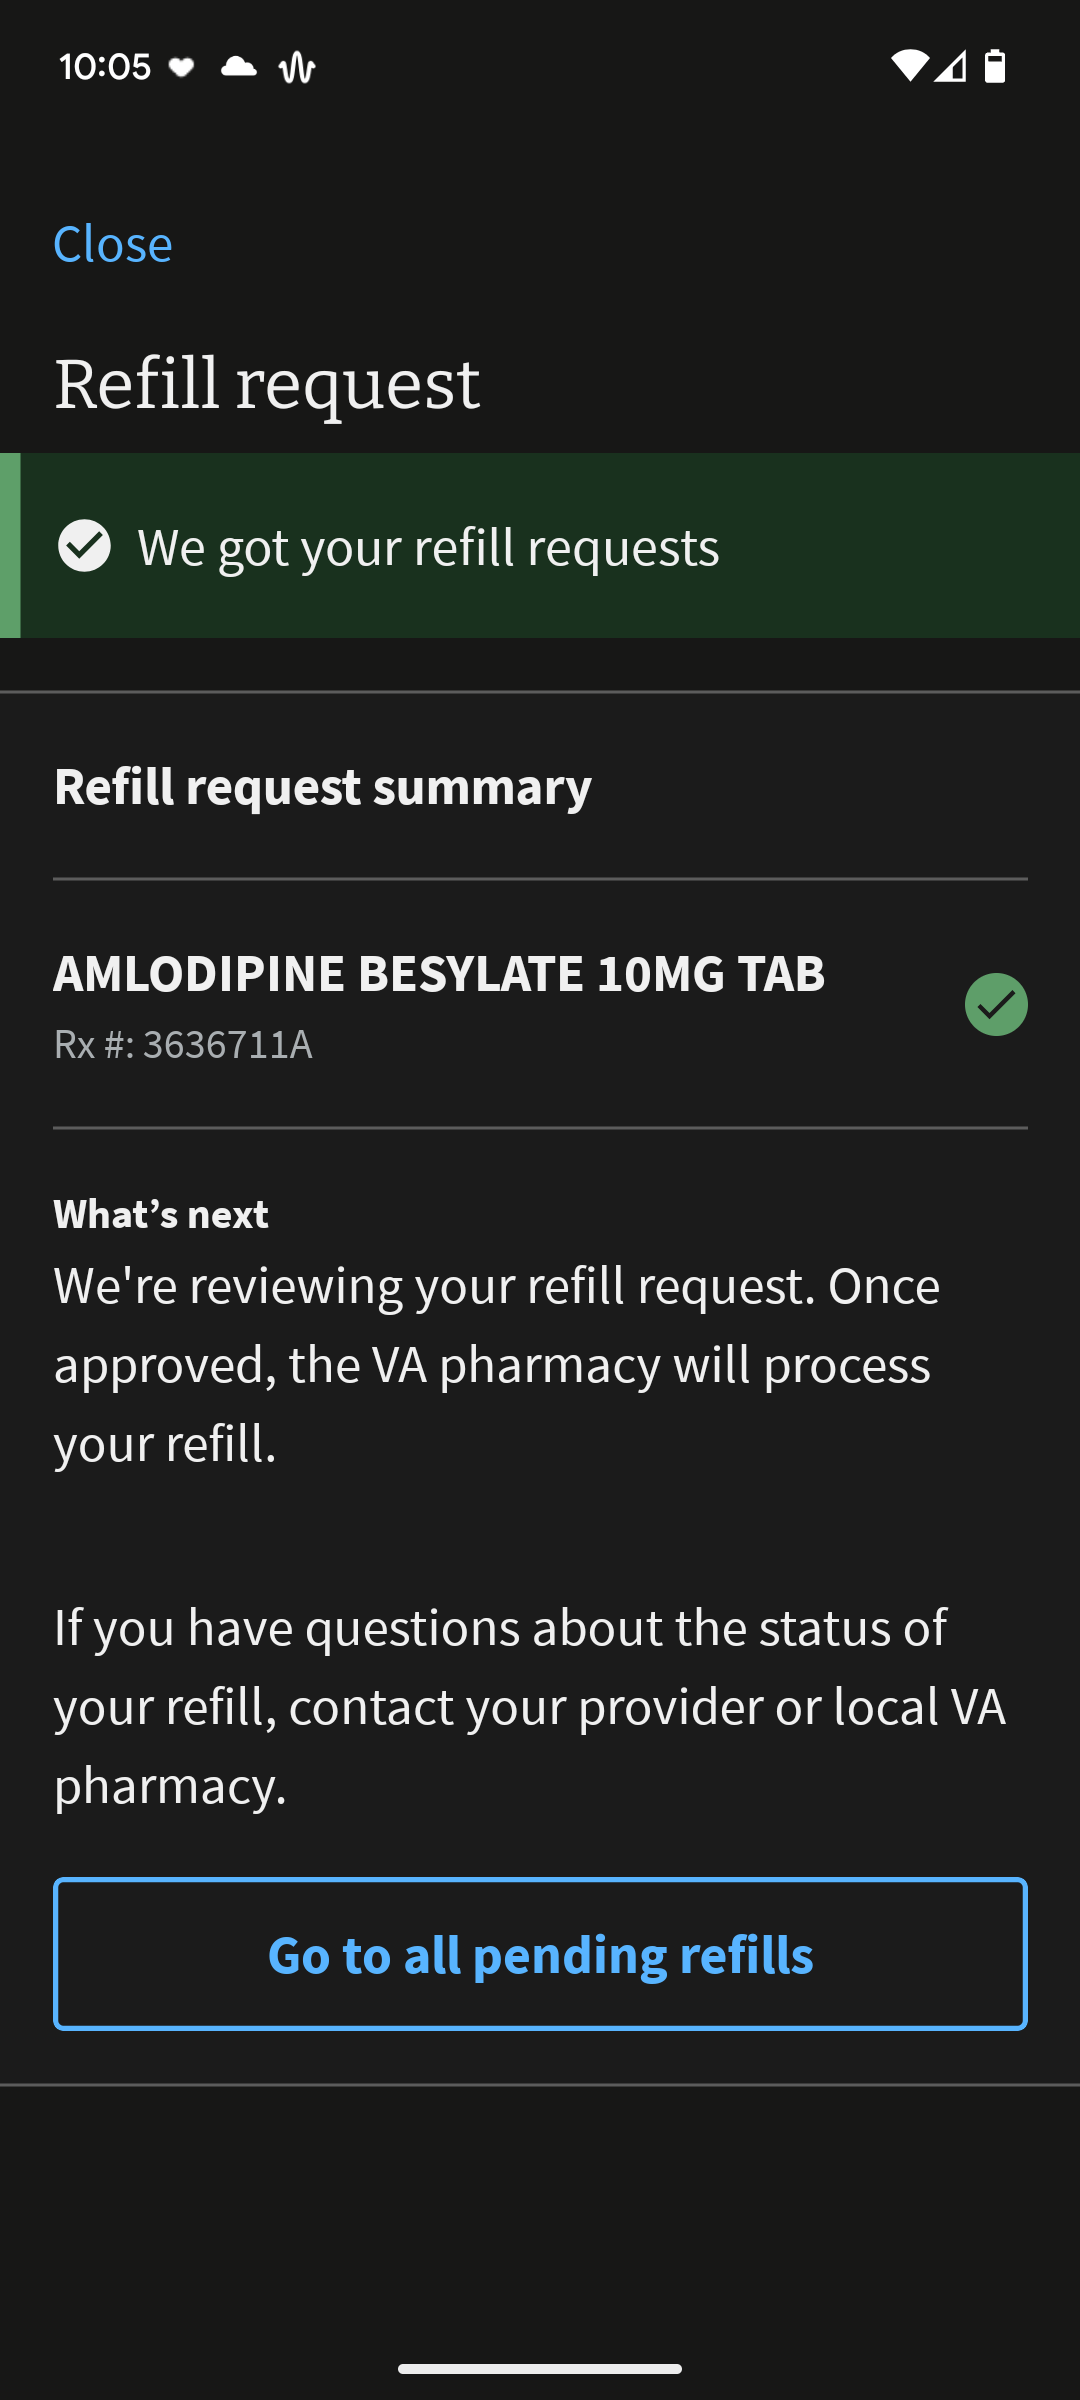 10:05
Close
Refill request
We got your refill requests
Refill request summary
AMLODIPINE BESYLATE 10MG TAB
Rx #: 3636711A
What’s next
We're reviewing your refill request. Once
approved, the VA pharmacy will process
your refill.
If you have questions about the status of
your refill, contact your provider or local VA
pharmacy.
Go to all pending refills